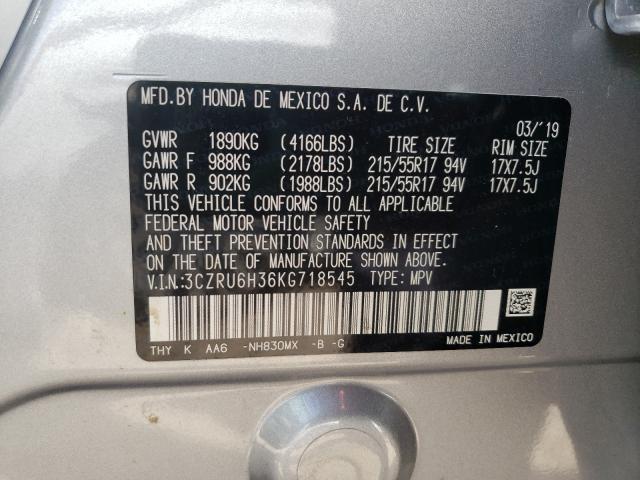 MFD.BY HONDA DE MEXICO S.A. DE C.V.
03/'19
GVWR 1890KG (4166LBS) TIRE SIZE RIM SIZE
GAWR F 988KG (2178LBS) 215/55R17 94V 17X7.5J
GAWR R 902KG (1988LBS) 215/55R17 94V 17X7.5J
THIS VEHICLE CONFORMS TO ALL APPLICABLE
FEDERAL MOTOR VEHICLE SAFETY
AND THEFT PREVENTION STANDARDS IN EFFECT ON
THE DATE OF MANUFACTURE SHOWN ABOVE.
V.I.N.:3CZRU6H36KG718545 TYPE: MPV
THY K AA6 -NH830MX -B -G
MADE IN MEXICO